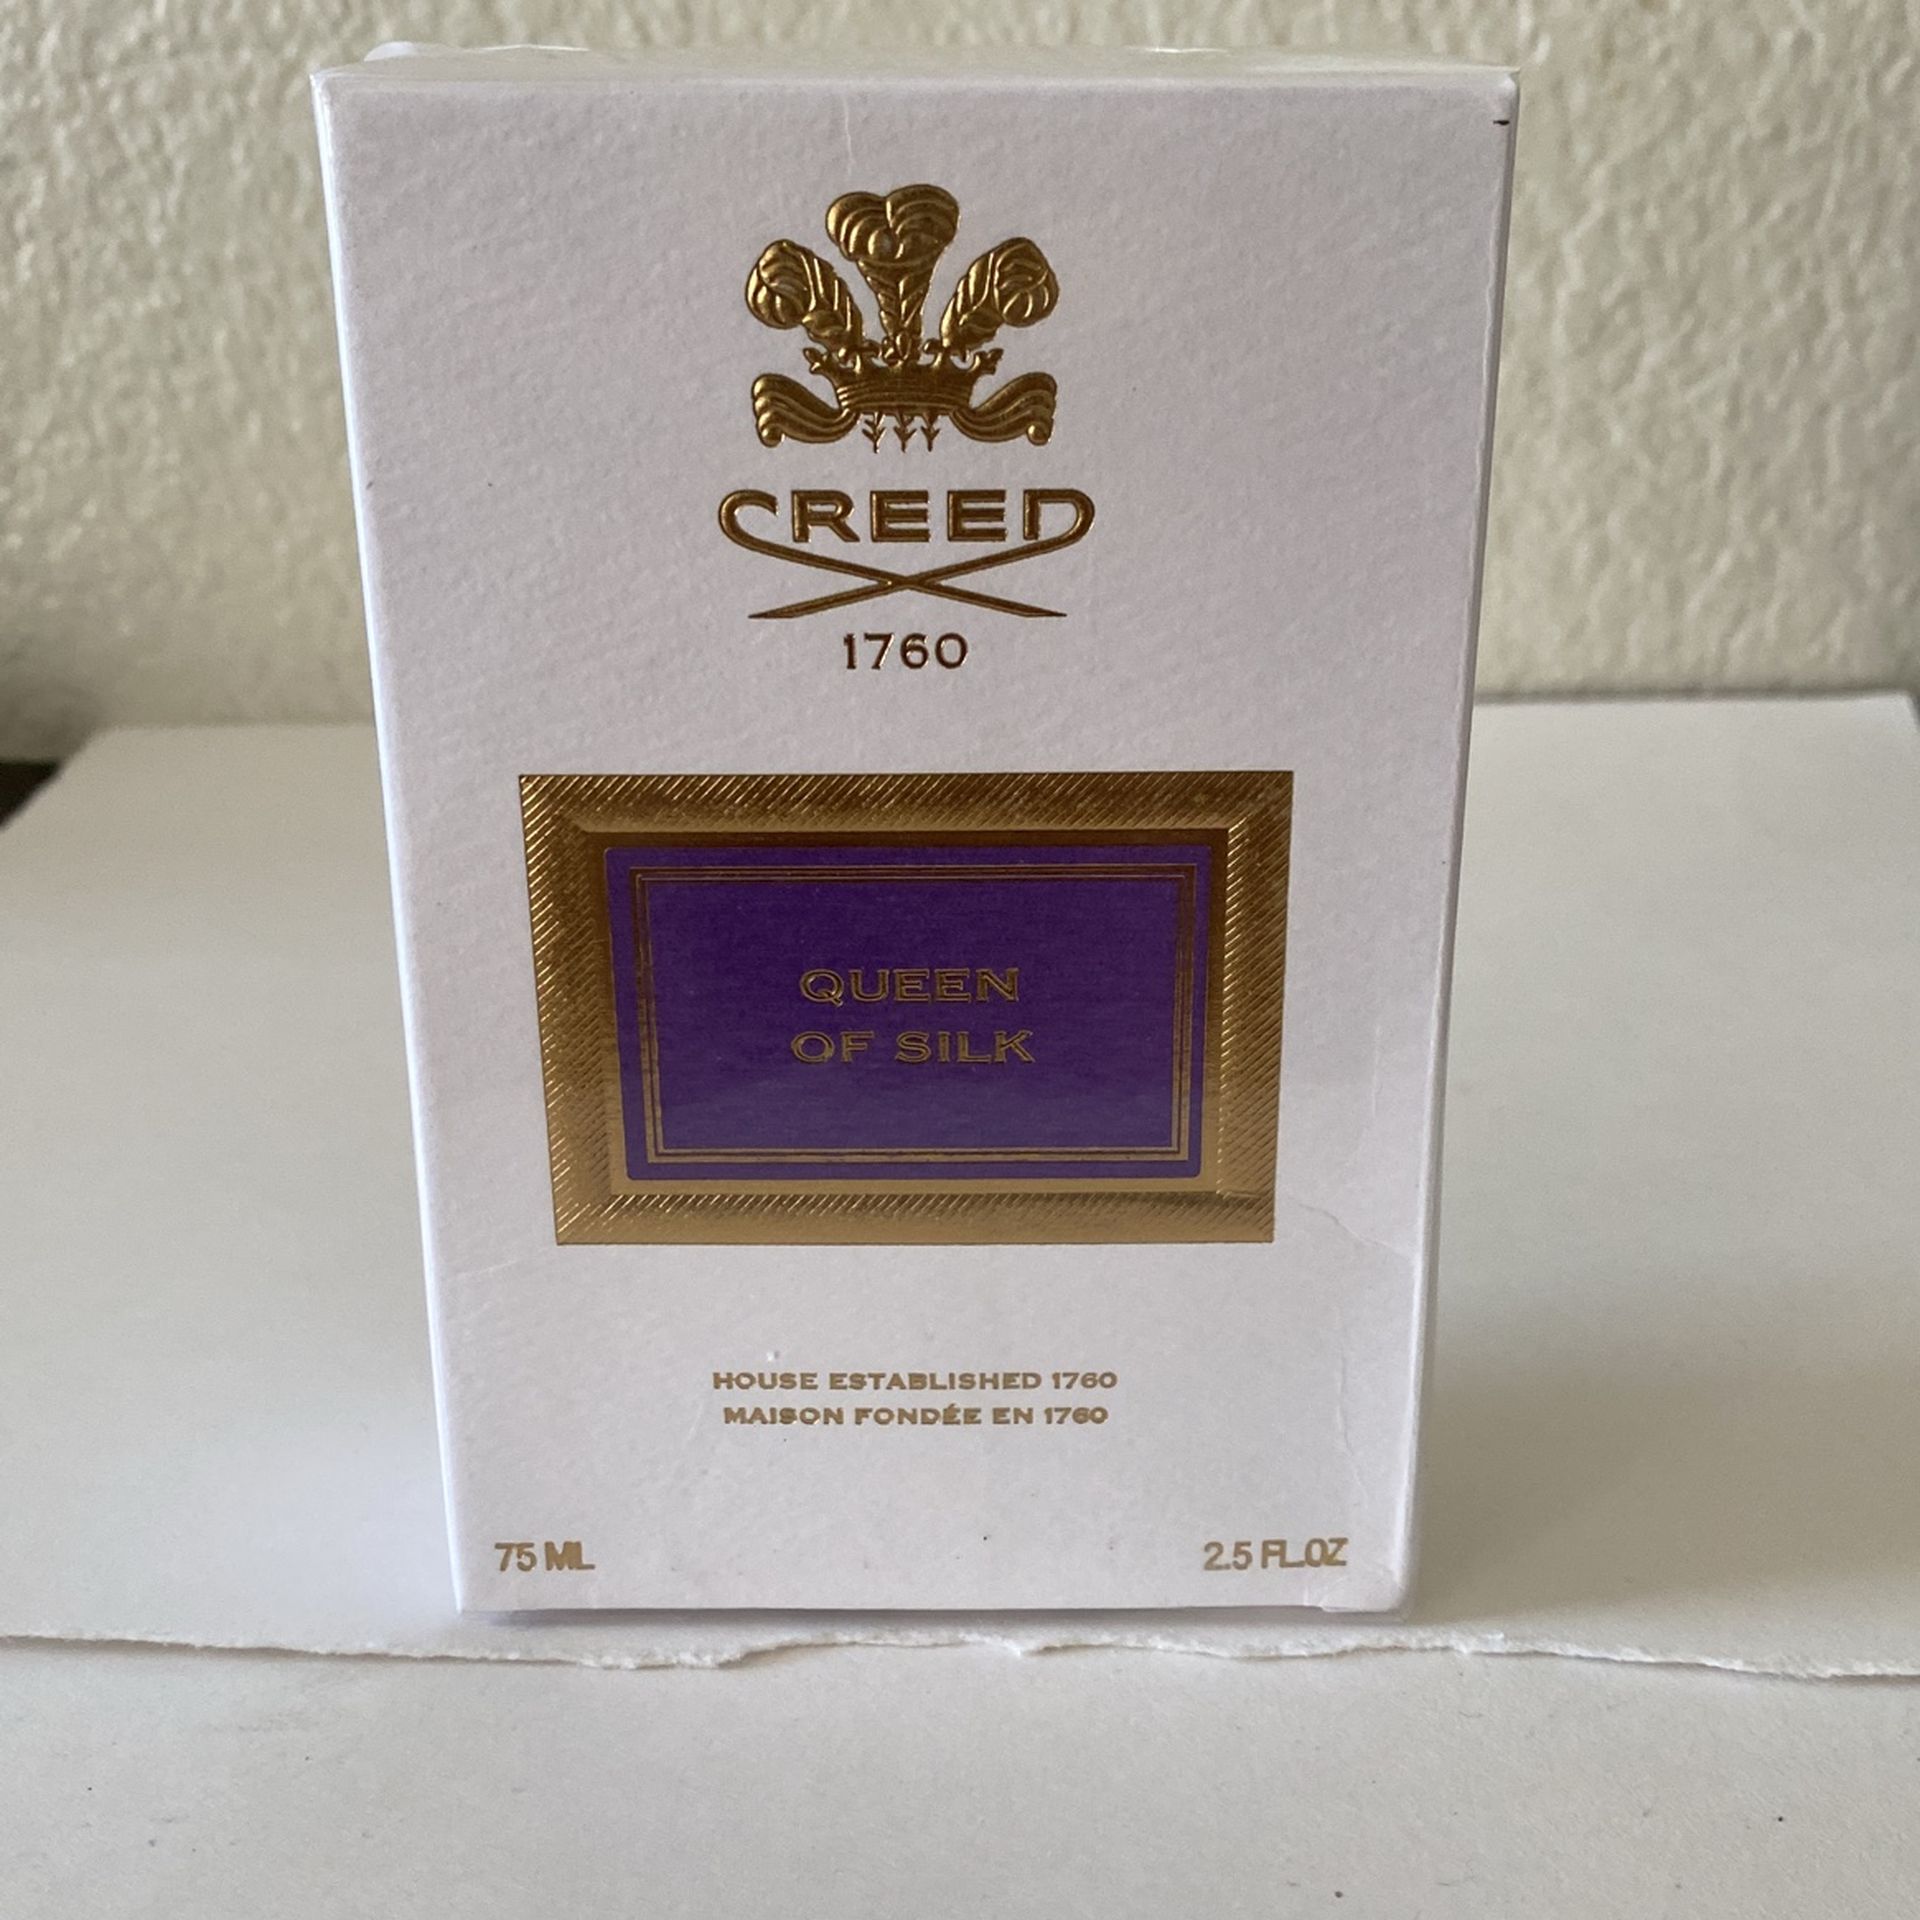 CREED
1760
QUEEN
OF SILK
HOUSE ESTABLISHED 1760
MAISON FONDÉE EN 1760
75 ML 2.5 FL.OZ